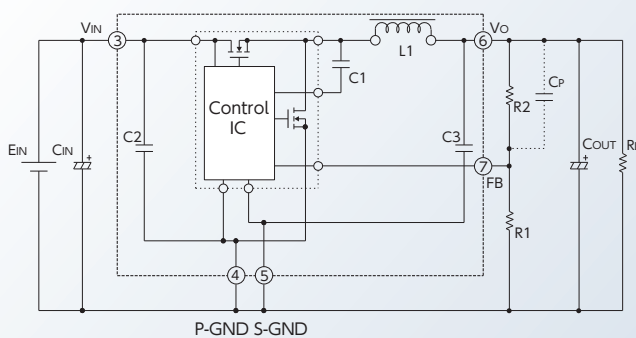 VIN
3
L1
6
VO
C1
R2
CP
Control
IC
C2
C3
EIN
CIN
7
FB
COUT
R1
4
5
P-GND S-GND